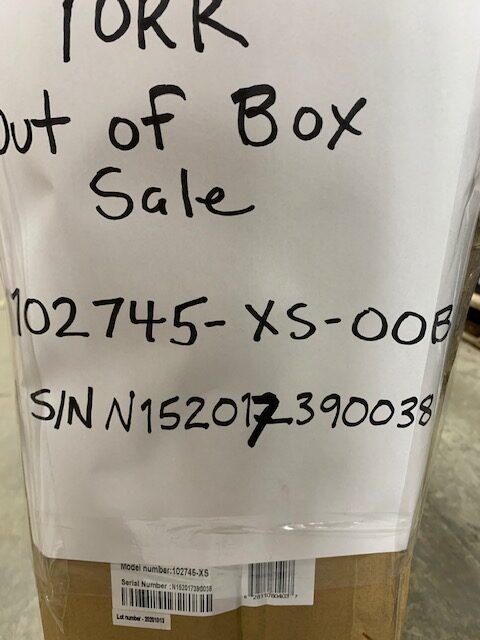 YORK
Out of Box
Sale
102745-XS-OOB
S/N N152017390038
Model number:102745-XS
Serial Number :N152017390038
Lot number - 20201013